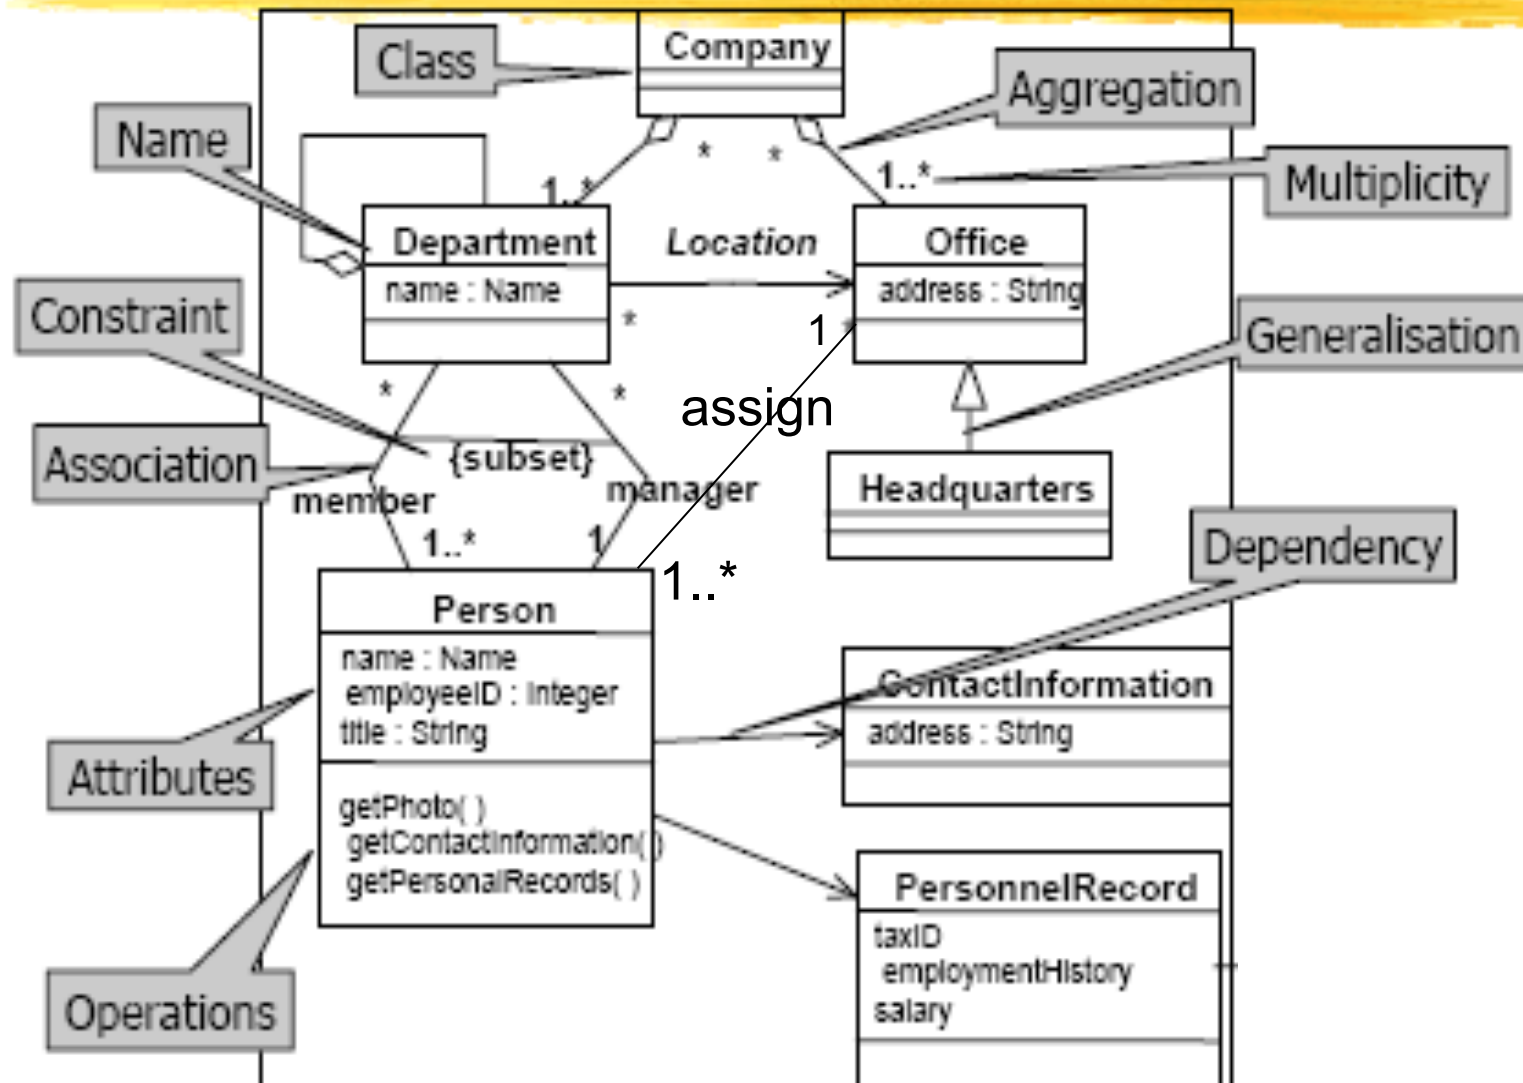 Class
Company
Aggregation
Name
*
*
1..*
1..*
Multiplicity
Department
name : Name
Location
Office
address : String
Constraint
*
1
*
Generalisation
*
*
assign
Association
{subset}
member
manager
Headquarters
1..*
1
1..*
Dependency
Person
name : Name
employeeID : Integer
title : String
ContactInformation
address : String
Attributes
getPhoto( )
getContactInformation( )
getPersonalRecords( )
PersonnelRecord
taxID
employmentHistory
salary
Operations